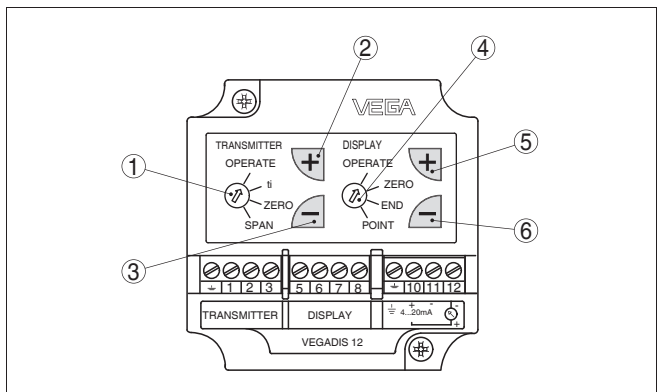 2
4
VEGA
TRANSMITTER DISPLAY
OPERATE OPERATE
+ +
5
1
ti ZERO
ZERO END
SPAN POINT
− −
6
3
1 2 3 5 6 7 8 10 11 12
TRANSMITTER DISPLAY + - 4...20mA - +
VEGADIS 12